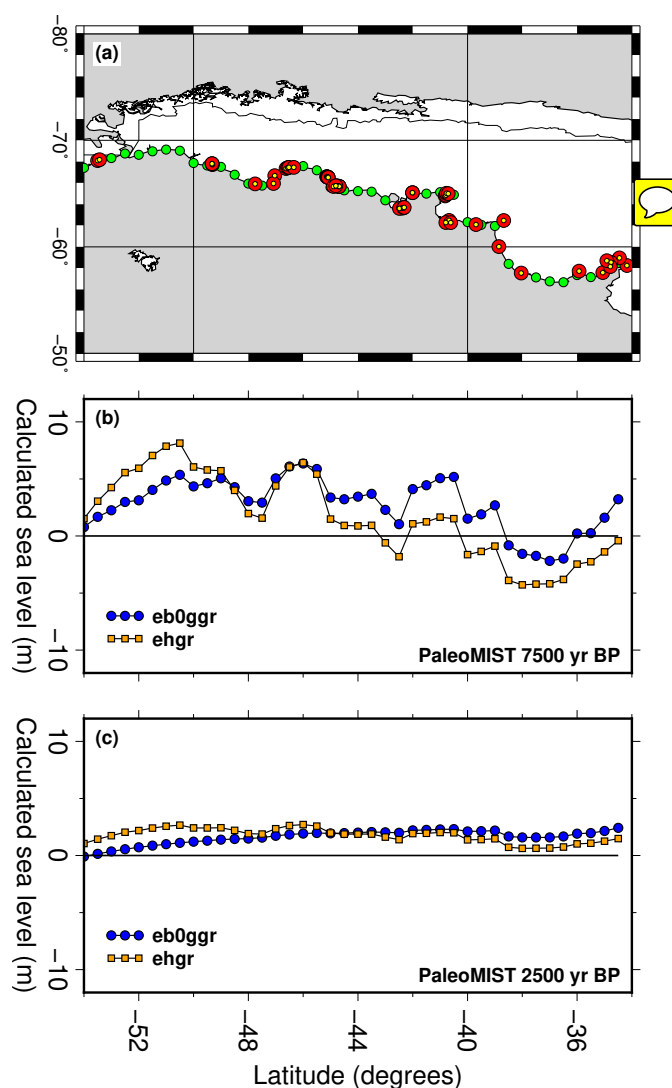 −80°
−70°
−60°
−50°
(a)
Calculated sea level (m)
10
0
−10
(b)
eb0ggr
ehgr
PaleoMIST 7500 yr BP
Calculated sea level (m)
10
0
−10
(c)
eb0ggr
ehgr
PaleoMIST 2500 yr BP
−52
−48
−44
−40
−36
Latitude (degrees)